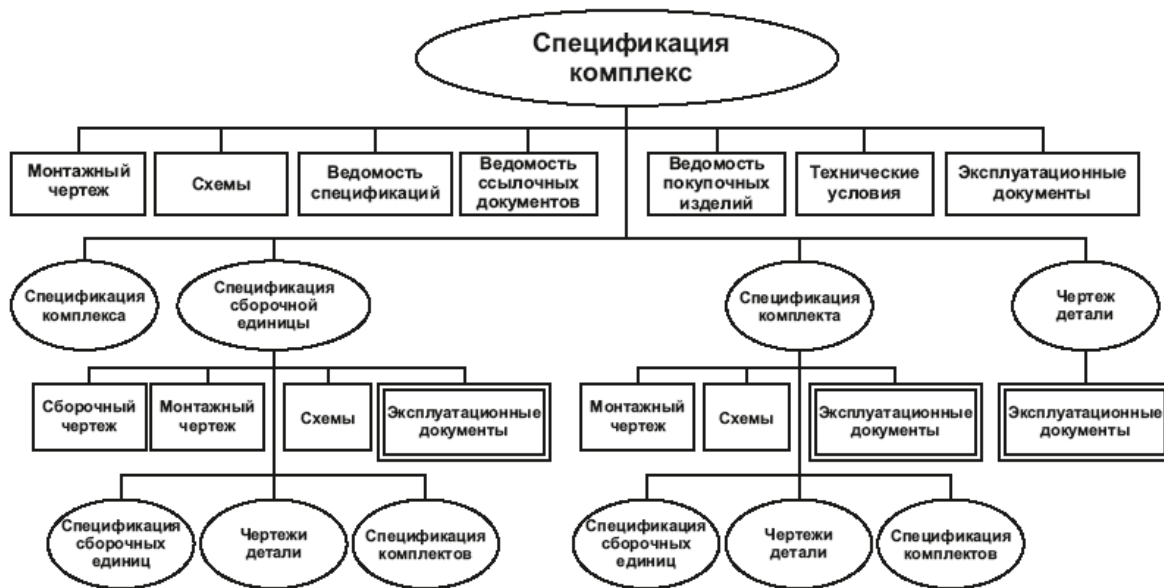 Спецификация
комплекс
Монтажный
чертеж
Схемы
Ведомость
спецификаций
Ведомость
ссылочных
документов
Ведомость
покупочных
изделий
Технические
условия
Эксплуатационные
документы
Спецификация
комплекса
Спецификация
сборочной
единицы
Спецификация
комплекта
Чертеж
детали
Сборочный
чертеж
Монтажный
чертеж
Схемы
Эксплуатационные
документы
Монтажный
чертеж
Схемы
Эксплуатационные
документы
Эксплуатационные
документы
Спецификация
сборочных
единиц
Чертежи
детали
Спецификация
комплектов
Спецификация
сборочных
единиц
Чертежи
детали
Спецификация
комплектов